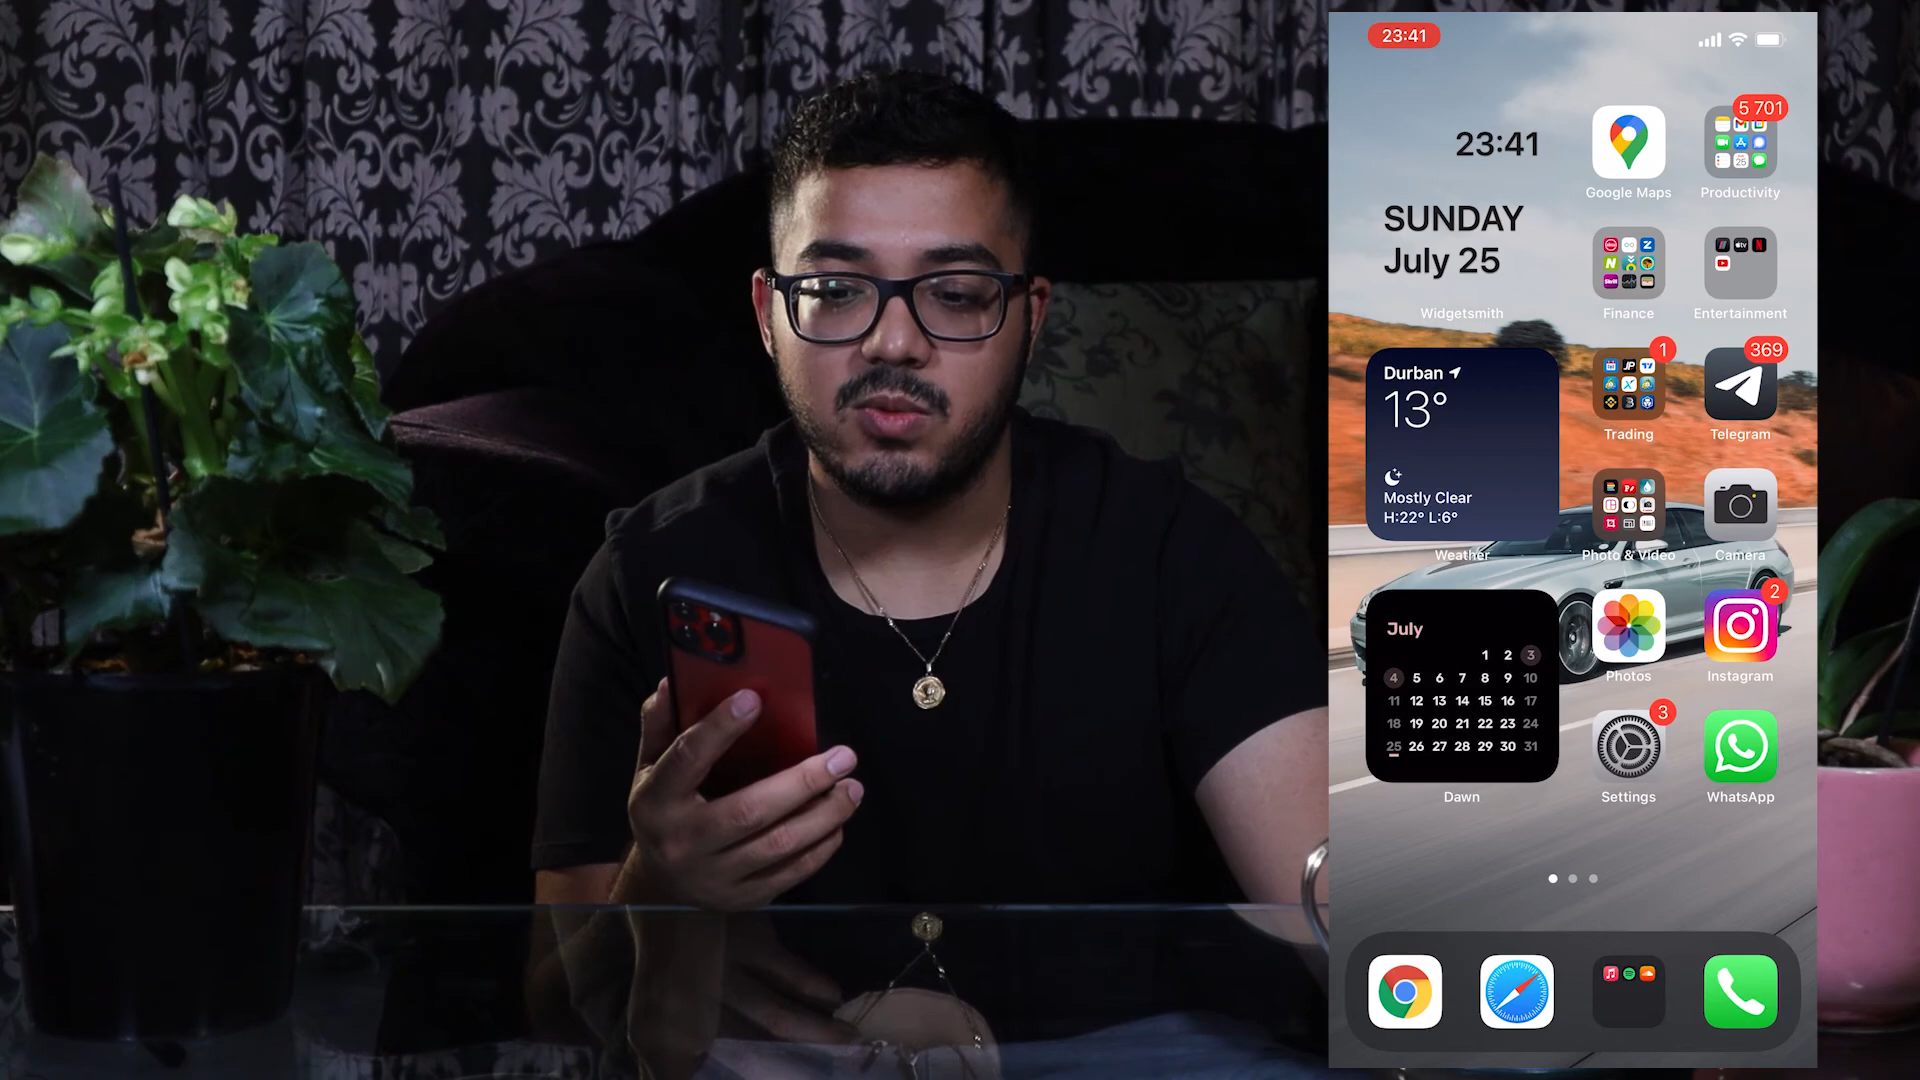 23:41
23:41
SUNDAY
July 25
Widgetsmith
Google Maps
5 701
Productivity
Finance
Entertainment
Durban
13°
Mostly Clear
H:22° L:6°
Weather
1
Trading
369
Telegram
Photo & Video
Camera
July
1 2 3
4 5 6 7 8 9 10
11 12 13 14 15 16 17
18 19 20 21 22 23 24
25 26 27 28 29 30 31
Dawn
Photos
2
Instagram
3
Settings
WhatsApp